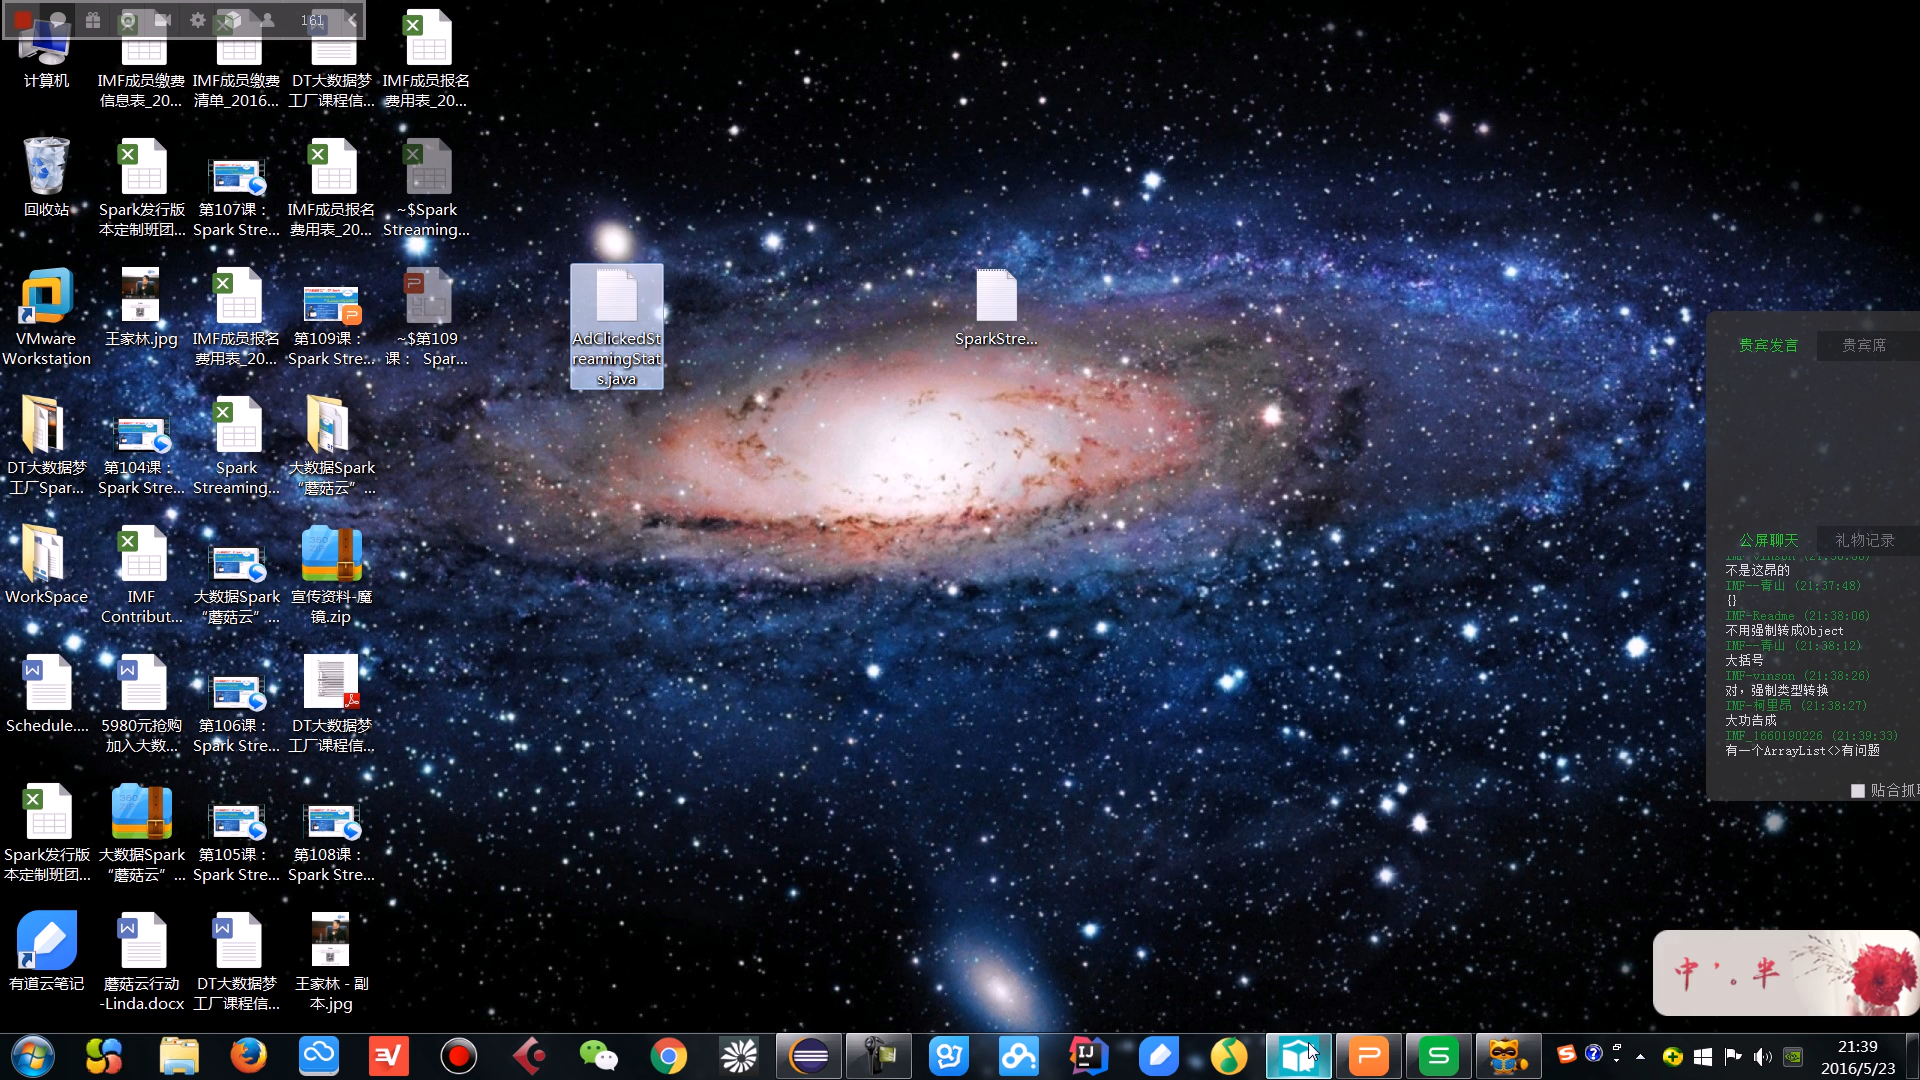 161
计算机
IMF成员缴费
信息表_20...
IMF成员缴费
清单_2016...
DT大数据梦
工厂课程信...
IMF成员报名
费用表_20...
回收站
Spark发行版
本定制班团...
第107课：
Spark Stre...
IMF成员报名
费用表_20...
~$Spark
Streaming...
VMware
Workstation
王家林.jpg
IMF成员报名
费用表_20...
第109课：
Spark Stre...
~$第109
课： Spar...
AdClickedSt
reamingStat
s.java
SparkStre...
DT大数据梦
工厂Spar...
第104课：
Spark Stre...
Spark
Streaming...
大数据Spark
“蘑菇云”...
WorkSpace
IMF
Contribut...
大数据Spark
“蘑菇云”...
宣传资料-魔
镜.zip
Schedule....
5980元抢购
加入大数...
第106课：
Spark Stre...
DT大数据梦
工厂课程信...
Spark发行版
本定制班团...
大数据Spark
“蘑菇云”...
第105课：
Spark Stre...
第108课：
Spark Stre...
有道云笔记
蘑菇云行动
-Linda.docx
DT大数据梦
工厂课程信...
王家林 - 副
本.jpg
贵宾发言
贵宾席
公屏聊天
礼物记录
不是这昂的
IMF--青山 (21:37:48)
{}
IMF-Readme (21:38:06)
不用强制转成Object
IMF--青山 (21:38:12)
大括号
IMF-vinson (21:38:26)
对，强制类型转换
IMF-柯里昂 (21:38:27)
大功告成
IMF_1660190226 (21:39:33)
有一个ArrayList<>有问题
贴合抓
中 ’。半
21:39
2016/5/23